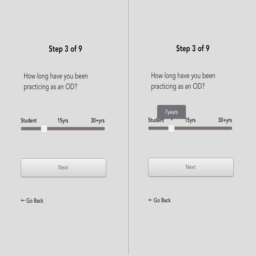 Step 3 of 9
How long have you been
practicing as an OD?
Student 15yrs 30+yrs
Next
← Go Back
Step 3 of 9
How long have you been
practicing as an OD?
7years
Student 15yrs 30+yrs
Next
← Go Back